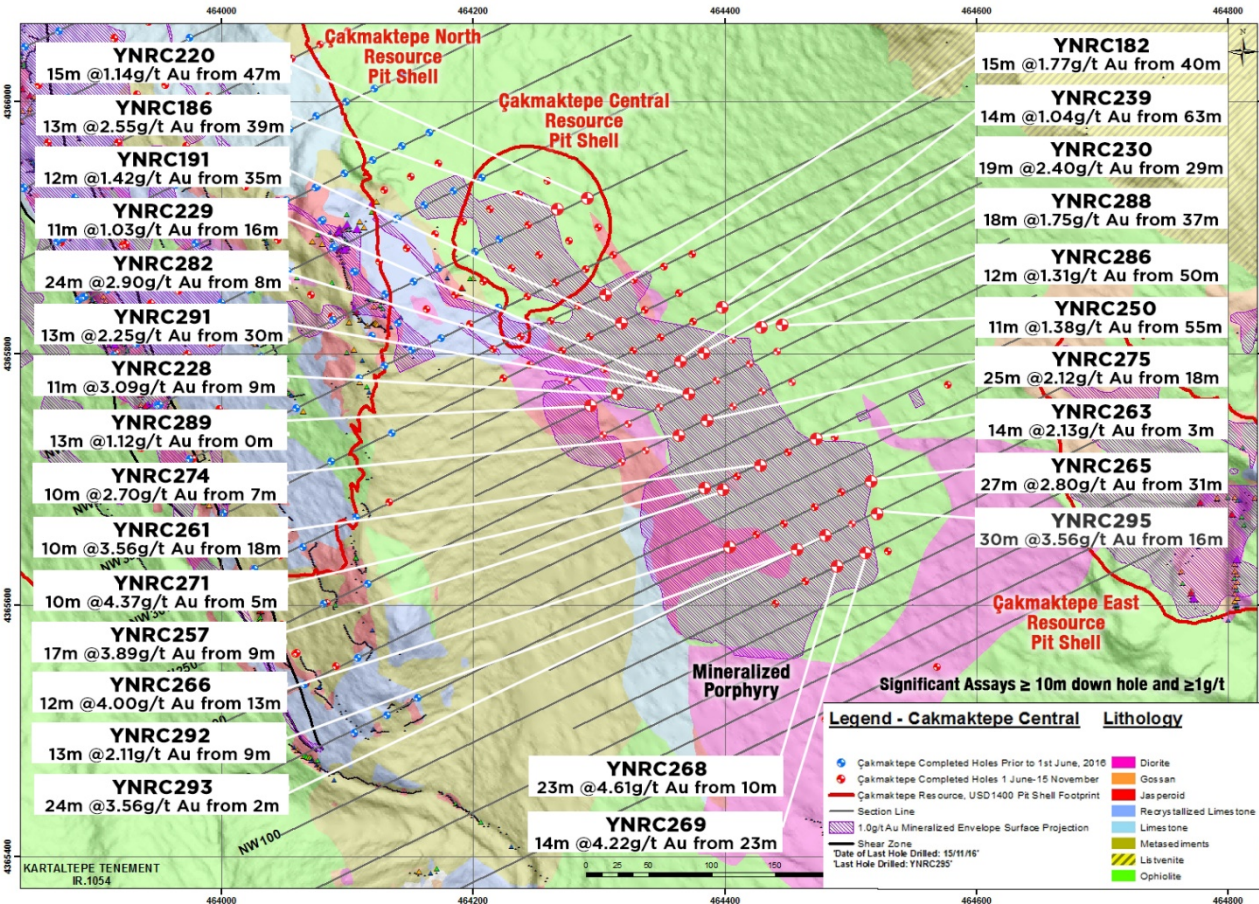 464000
464200
464400
464600
464800
4366000
4365800
4365600
4365400
Çakmaktepe North
Resource
Pit Shell
Çakmaktepe Central
Resource
Pit Shell
YNRC220
15m @1.14g/t Au from 47m
YNRC186
13m @2.55g/t Au from 39m
YNRC191
12m @1.42g/t Au from 35m
YNRC229
11m @1.03g/t Au from 16m
YNRC282
24m @2.90g/t Au from 8m
YNRC291
13m @2.25g/t Au from 30m
YNRC228
11m @3.09g/t Au from 9m
YNRC289
13m @1.12g/t Au from 0m
YNRC274
10m @2.70g/t Au from 7m
YNRC261
10m @3.56g/t Au from 18m
YNRC271
10m @4.37g/t Au from 5m
YNRC257
17m @3.89g/t Au from 9m
YNRC266
12m @4.00g/t Au from 13m
YNRC292
13m @2.11g/t Au from 9m
YNRC293
24m @3.56g/t Au from 2m
YNRC182
15m @1.77g/t Au from 40m
YNRC239
14m @1.04g/t Au from 63m
YNRC230
19m @2.40g/t Au from 29m
YNRC288
18m @1.75g/t Au from 37m
YNRC286
12m @1.31g/t Au from 50m
YNRC250
11m @1.38g/t Au from 55m
YNRC275
25m @2.12g/t Au from 18m
YNRC263
14m @2.13g/t Au from 3m
YNRC265
27m @2.80g/t Au from 31m
YNRC295
30m @3.56g/t Au from 16m
Çakmaktepe East
Resource
Pit Shell
Mineralized
Porphyry
Significant Assays ≥ 10m down hole and ≥1g/t
YNRC268
23m @4.61g/t Au from 10m
YNRC269
14m @4.22g/t Au from 23m
NW100
KARTALTEPE TENEMENT
IR.1054
0 25 50 100 150
Legend - Cakmaktepe Central
Çakmaktepe Completed Holes Prior to 1st June, 2016
Çakmaktepe Completed Holes 1 June-15 November
Çakmaktepe Resource, USD1400 Pit Shell Footprint
Section Line
1.0g/t Au Mineralized Envelope Surface Projection
Shear Zone
'Date of Last Hole Drilled: 15/11/16'
'Last Hole Drilled: YNRC295'
Lithology
Diorite
Gossan
Jasperoid
Recrystallized Limestone
Limestone
Metasediments
Listvenite
Ophiolite
464000
464200
464400
464600
464800